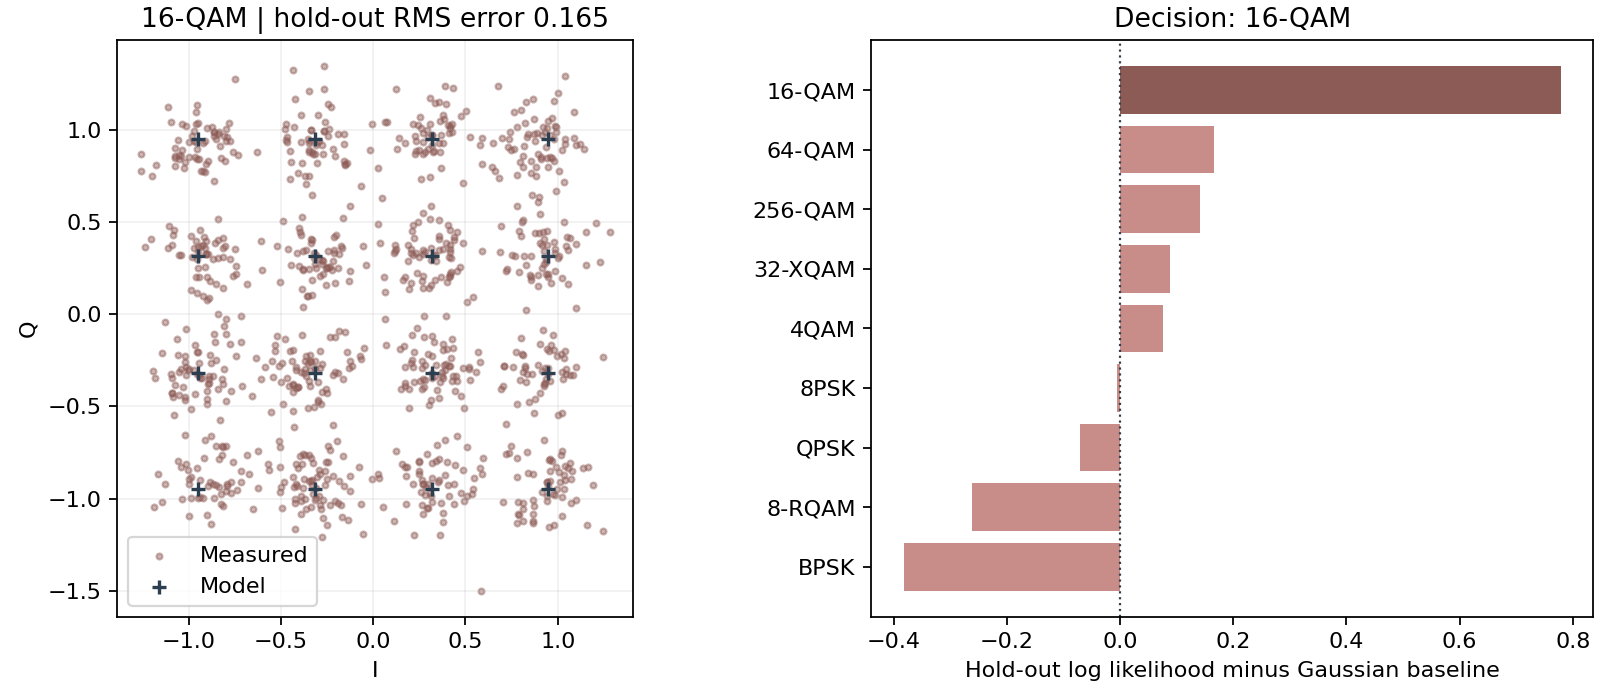 16-QAM | hold-out RMS error 0.165
Q
1.0
0.5
0.0
−0.5
−1.0
−1.5
Measured
Model
−1.0
−0.5
0.0
0.5
1.0
I
Decision: 16-QAM
16-QAM
64-QAM
256-QAM
32-XQAM
4QAM
8PSK
QPSK
8-RQAM
BPSK
−0.4
−0.2
0.0
0.2
0.4
0.6
0.8
Hold-out log likelihood minus Gaussian baseline